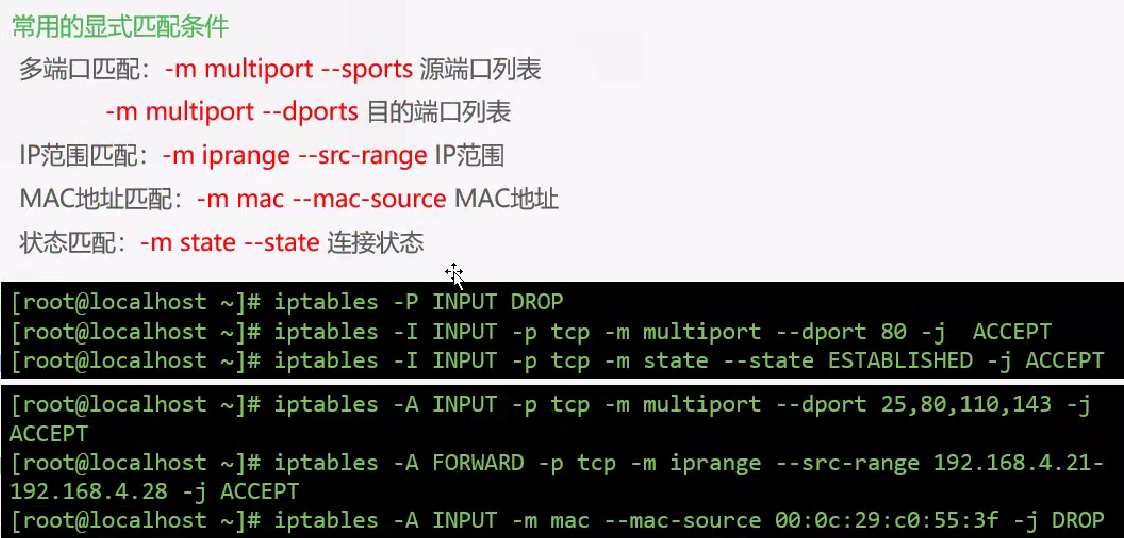 常用的显式匹配条件
多端口匹配：-m multiport --sports 源端口列表
-m multiport --dports 目的端口列表
IP范围匹配：-m iprange --src-range IP范围
MAC地址匹配：-m mac --mac-source MAC地址
状态匹配：-m state --state 连接状态
[root@localhost ~]# iptables -P INPUT DROP
[root@localhost ~]# iptables -I INPUT -p tcp -m multiport --dport 80 -j  ACCEPT
[root@localhost ~]# iptables -I INPUT -p tcp -m state --state ESTABLISHED -j ACCEPT
[root@localhost ~]# iptables -A INPUT -p tcp -m multiport --dport 25,80,110,143 -j
ACCEPT
[root@localhost ~]# iptables -A FORWARD -p tcp -m iprange --src-range 192.168.4.21-
192.168.4.28 -j ACCEPT
[root@localhost ~]# iptables -A INPUT -m mac --mac-source 00:0c:29:c0:55:3f -j DROP